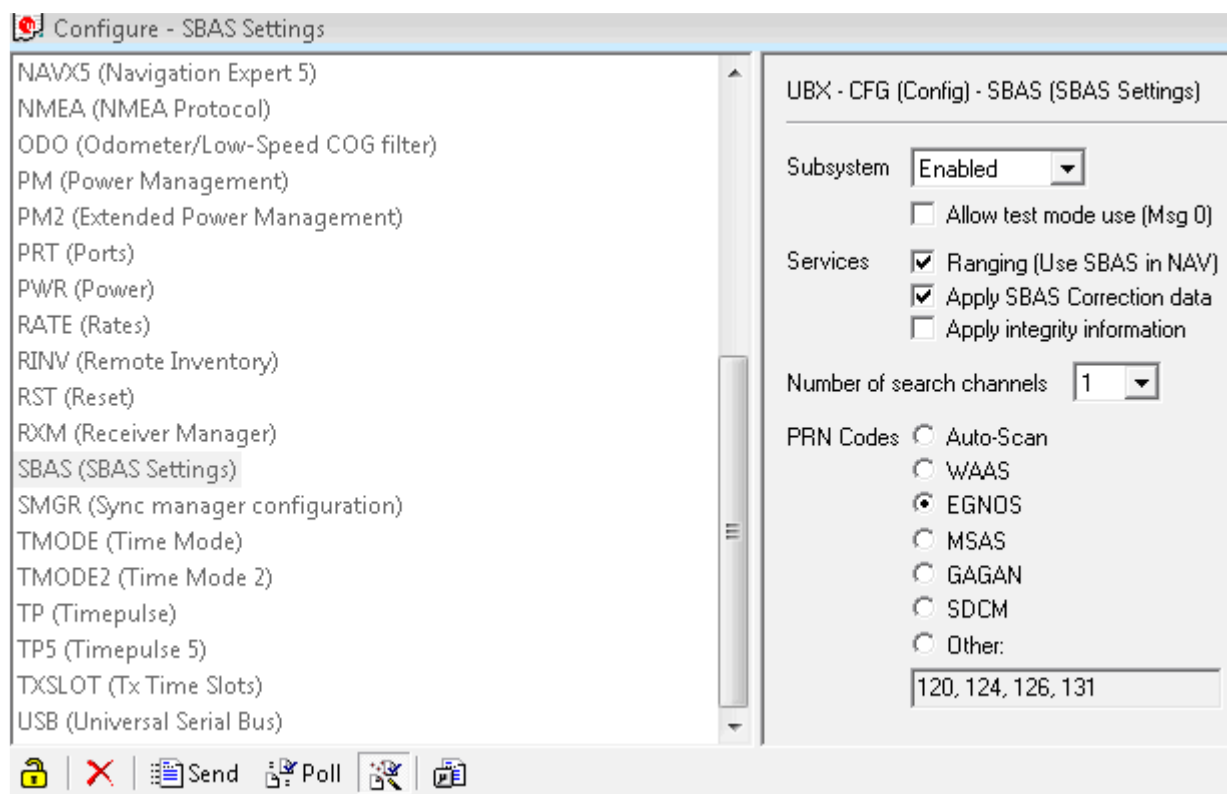 Configure - SBAS Settings
NAVX5 (Navigation Expert 5)
NMEA (NMEA Protocol)
ODO (Odometer/Low-Speed COG filter)
PM (Power Management)
PM2 (Extended Power Management)
PRT (Ports)
PWR (Power)
RATE (Rates)
RINV (Remote Inventory)
RST (Reset)
RXM (Receiver Manager)
SBAS (SBAS Settings)
SMGR (Sync manager configuration)
TMODE (Time Mode)
TMODE2 (Time Mode 2)
TP (Timepulse)
TP5 (Timepulse 5)
TXSLOT (Tx Time Slots)
USB (Universal Serial Bus)
UBX - CFG (Config) - SBAS (SBAS Settings)
Subsystem Enabled
Allow test mode use (Msg 0)
Services Ranging (Use SBAS in NAV)
Apply SBAS Correction data
Apply integrity information
Number of search channels 1
PRN Codes Auto-Scan
WAAS
EGNOS
MSAS
GAGAN
SDCM
Other:
120, 124, 126, 131
Send Poll